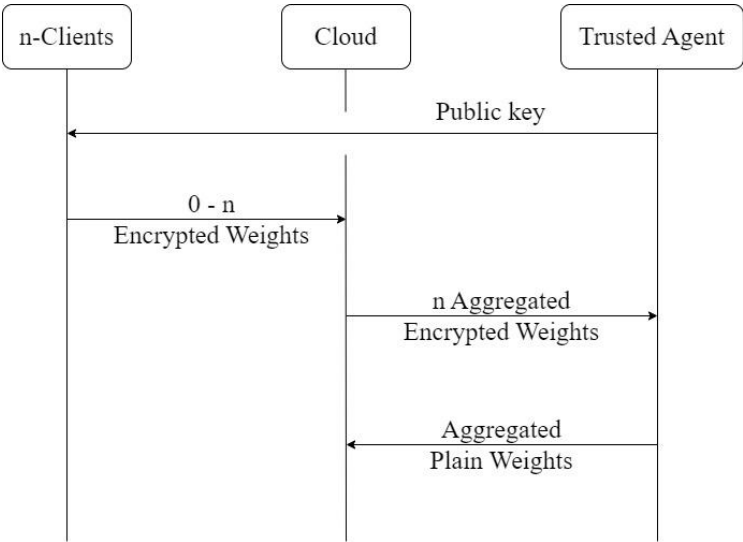 n-Clients
Cloud
Trusted Agent
Public key
0 - n
Encrypted Weights
n Aggregated
Encrypted Weights
Aggregated
Plain Weights